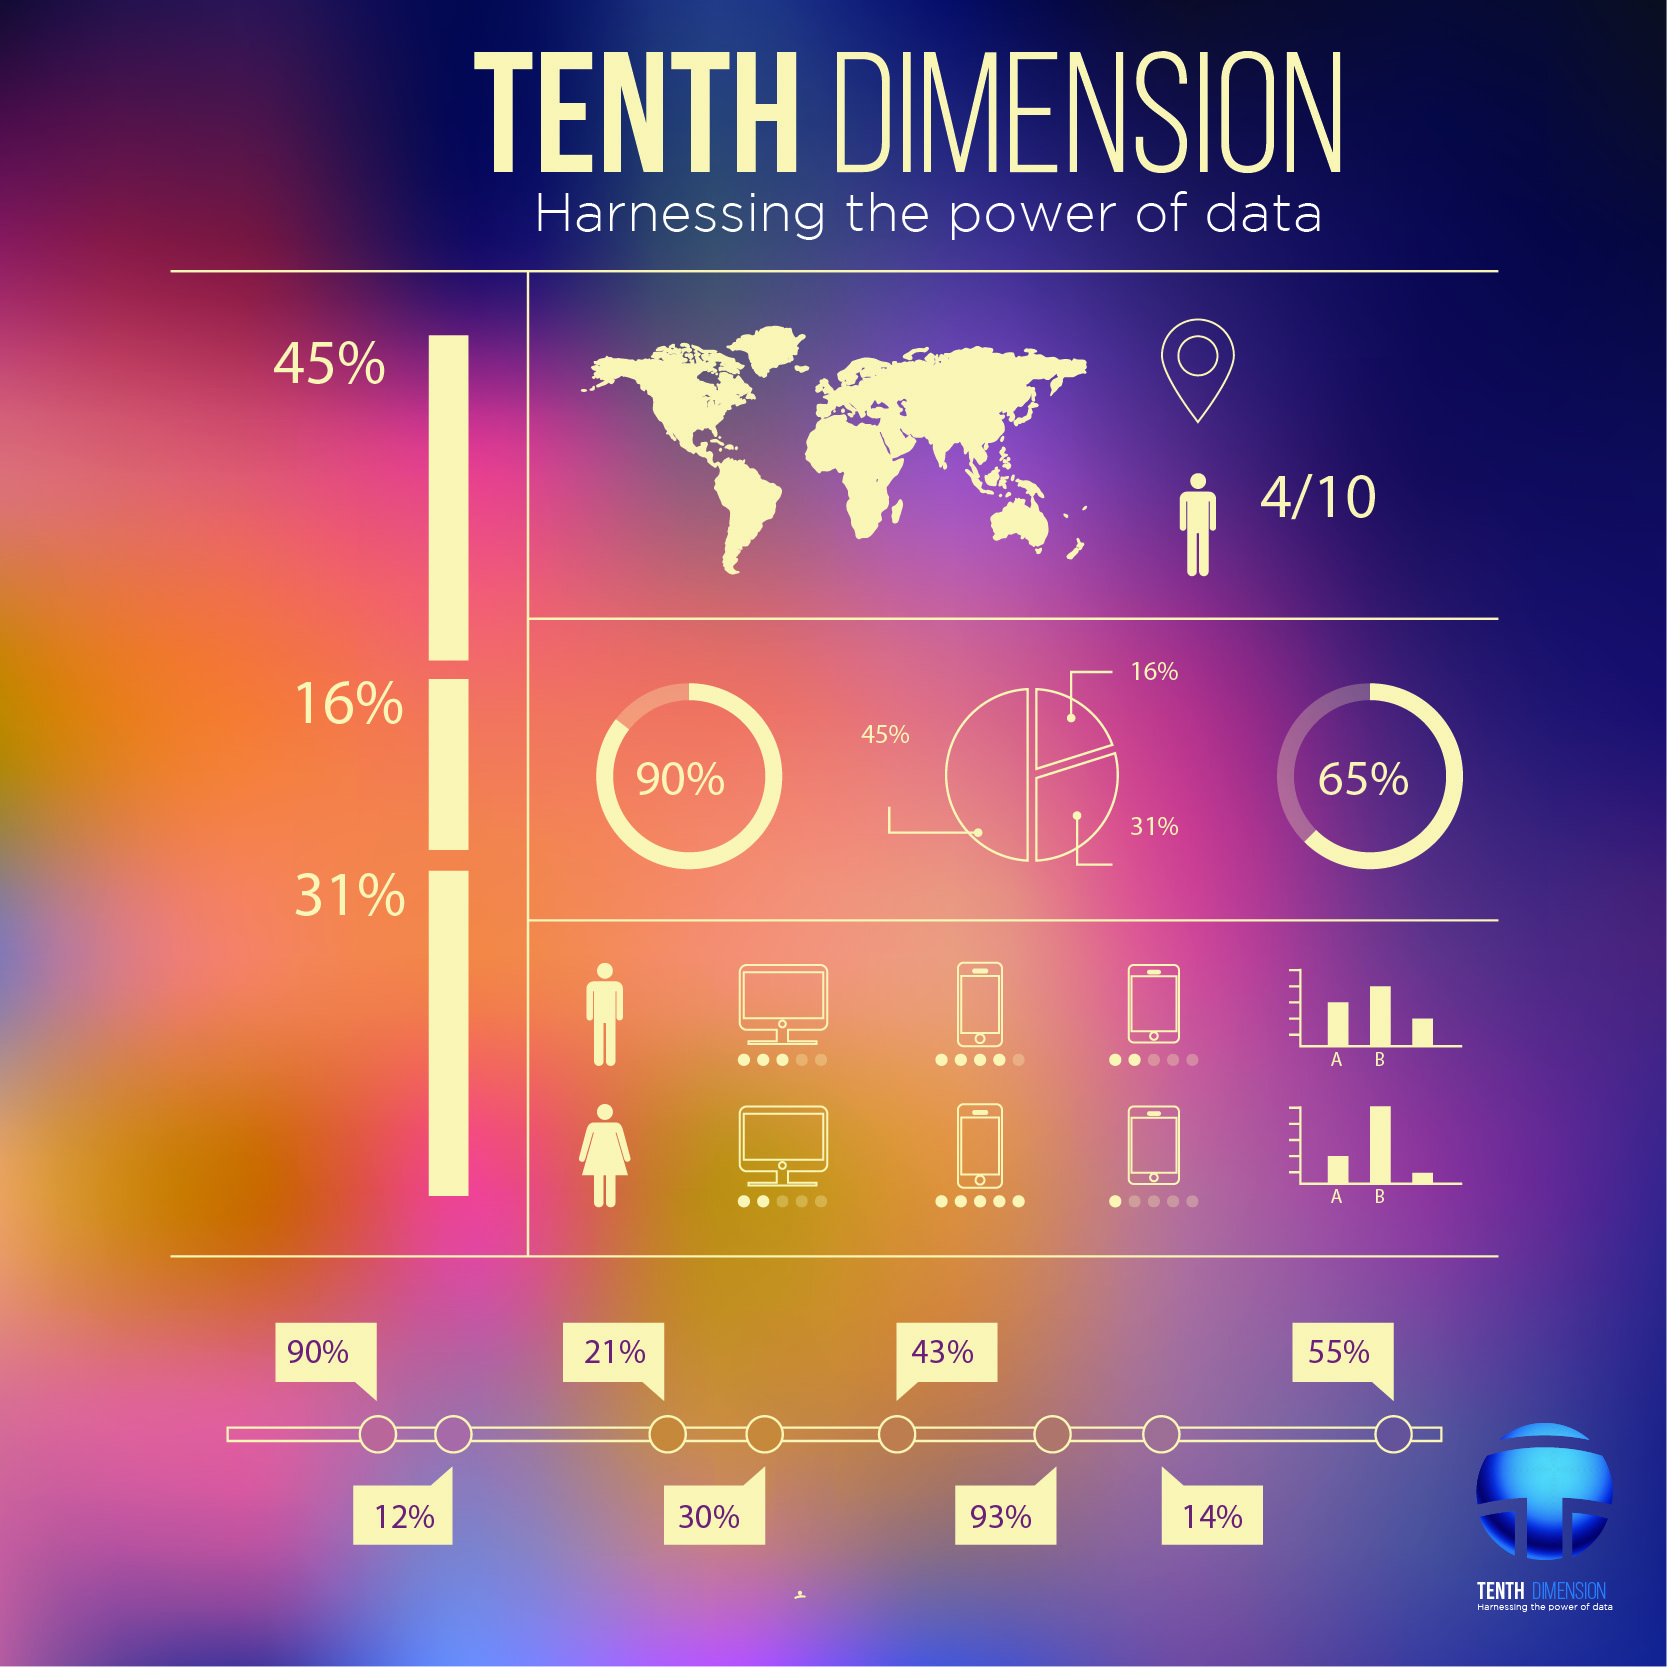 TENTH DIMENSION
Harnessing the power of data
45%
16%
31%
4/10
90%
45%
16%
31%
65%
A B
A B
90%
21%
43%
55%
12%
30%
93%
14%
TENTH DIMENSION
Harnessing the power of data